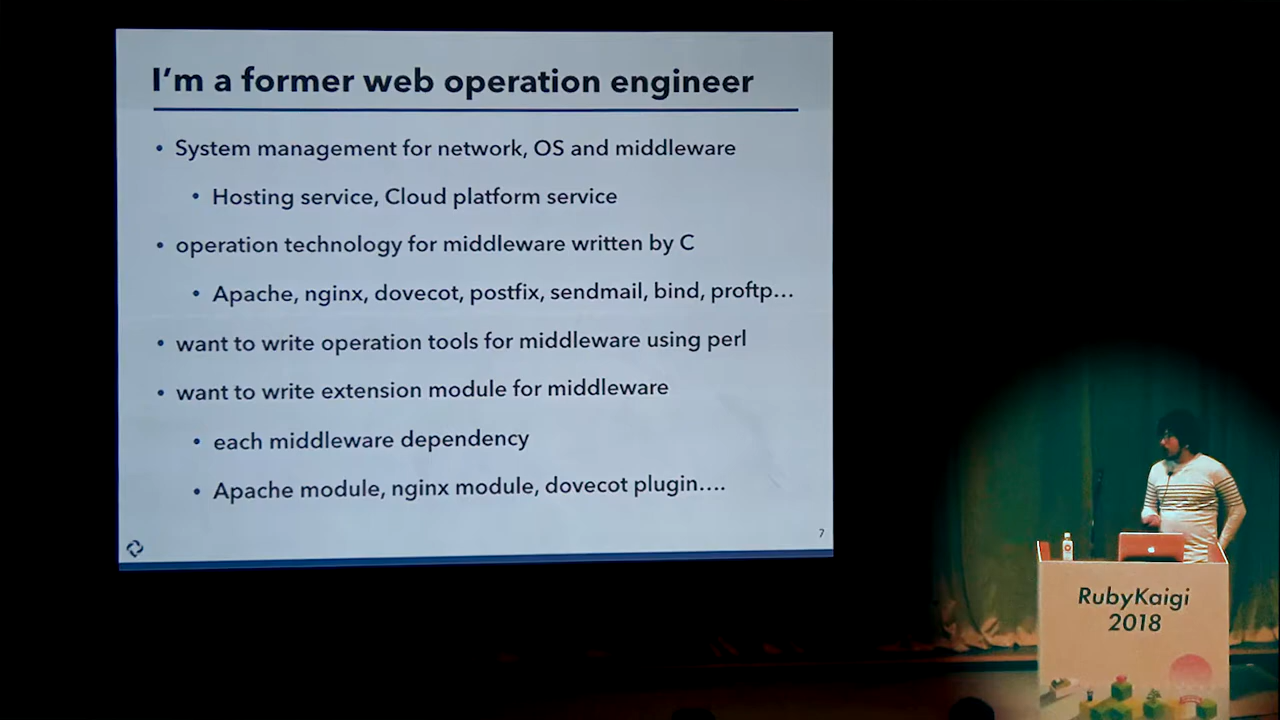 I'm a former web operation engineer
• System management for network, OS and middleware
• Hosting service, Cloud platform service
• operation technology for middleware written by C
• Apache, nginx, dovecot, postfix, sendmail, bind, proftp…
• want to write operation tools for middleware using perl
• want to write extension module for middleware
• each middleware dependency
• Apache module, nginx module, dovecot plugin….
7
RubyKaigi
2018